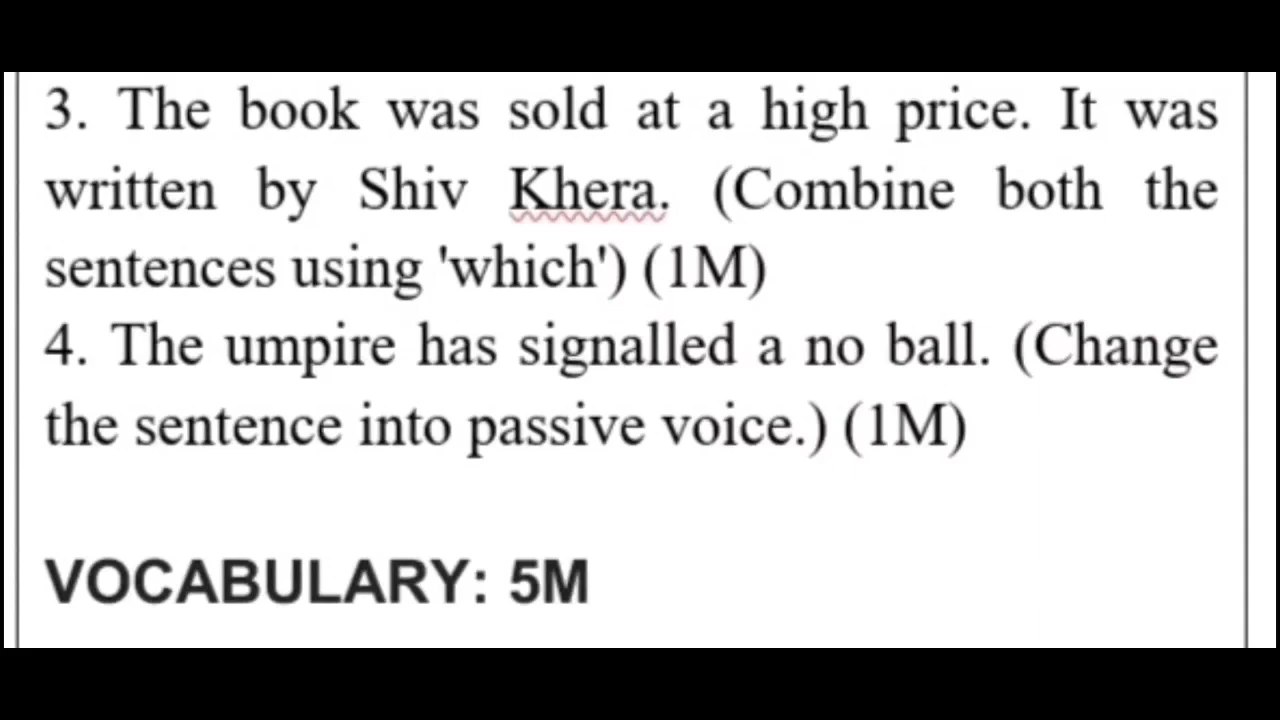 3. The book was sold at a high price. It was
written by Shiv Khera. (Combine both the
sentences using 'which') (1M)
4. The umpire has signalled a no ball. (Change
the sentence into passive voice.) (1M)
VOCABULARY: 5M